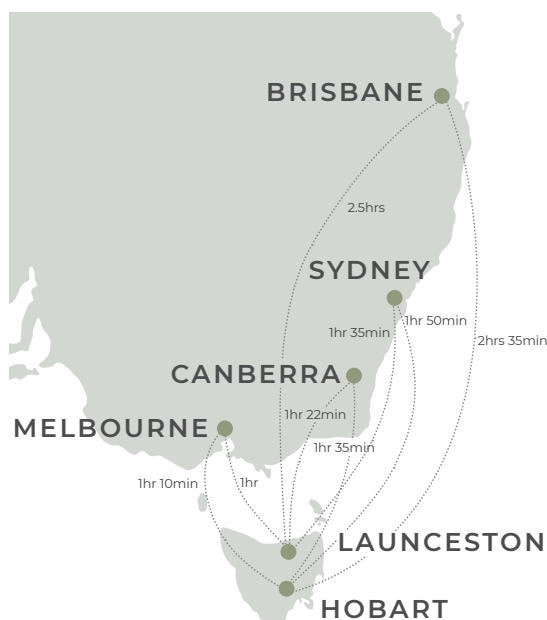 BRISBANE
2.5hrs
SYDNEY
1hr 50min
1hr 35min
2hrs 35min
CANBERRA
1hr 22min
MELBOURNE
1hr 35min
1hr 10min
1hr
LAUNCESTON
HOBART